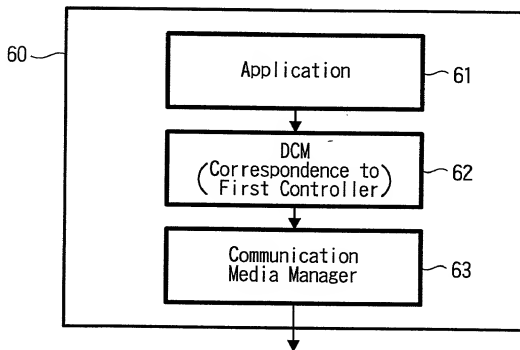 60
Application
61
DCM
(Correspondence to
First Controller)
62
Communication
Media Manager
63